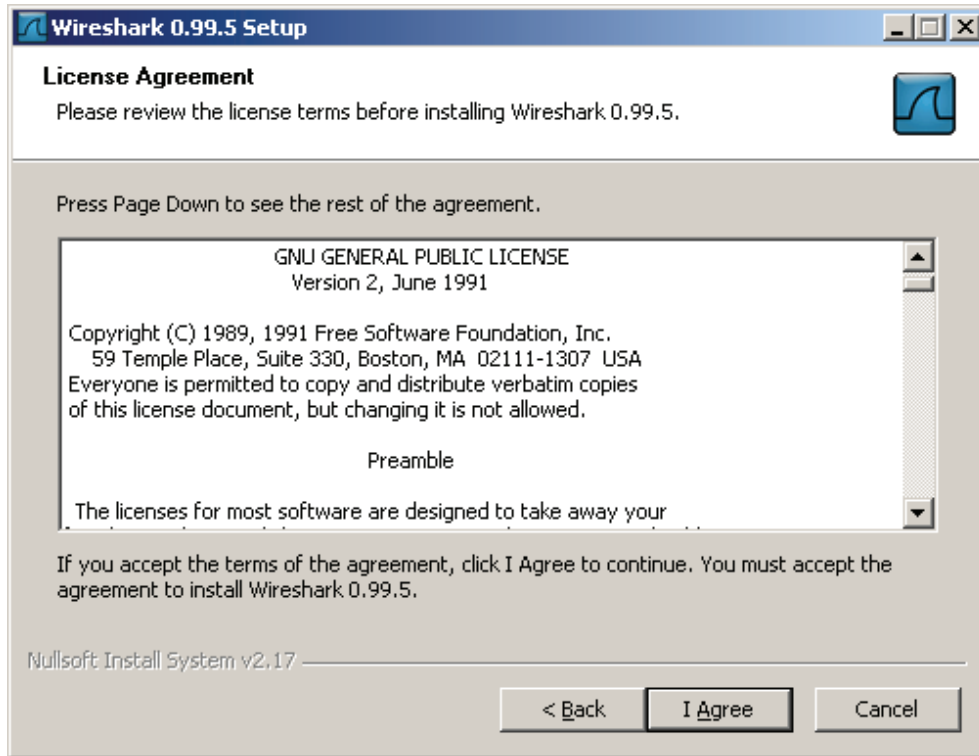 Wireshark 0.99.5 Setup
License Agreement
Please review the license terms before installing Wireshark 0.99.5.
Press Page Down to see the rest of the agreement.
GNU GENERAL PUBLIC LICENSE
Version 2, June 1991
Copyright (C) 1989, 1991 Free Software Foundation, Inc.
59 Temple Place, Suite 330, Boston, MA 02111-1307 USA
Everyone is permitted to copy and distribute verbatim copies
of this license document, but changing it is not allowed.
Preamble
The licenses for most software are designed to take away your
If you accept the terms of the agreement, click I Agree to continue. You must accept the
agreement to install Wireshark 0.99.5.
Nullsoft Install System v2.17
< Back
I Agree
Cancel